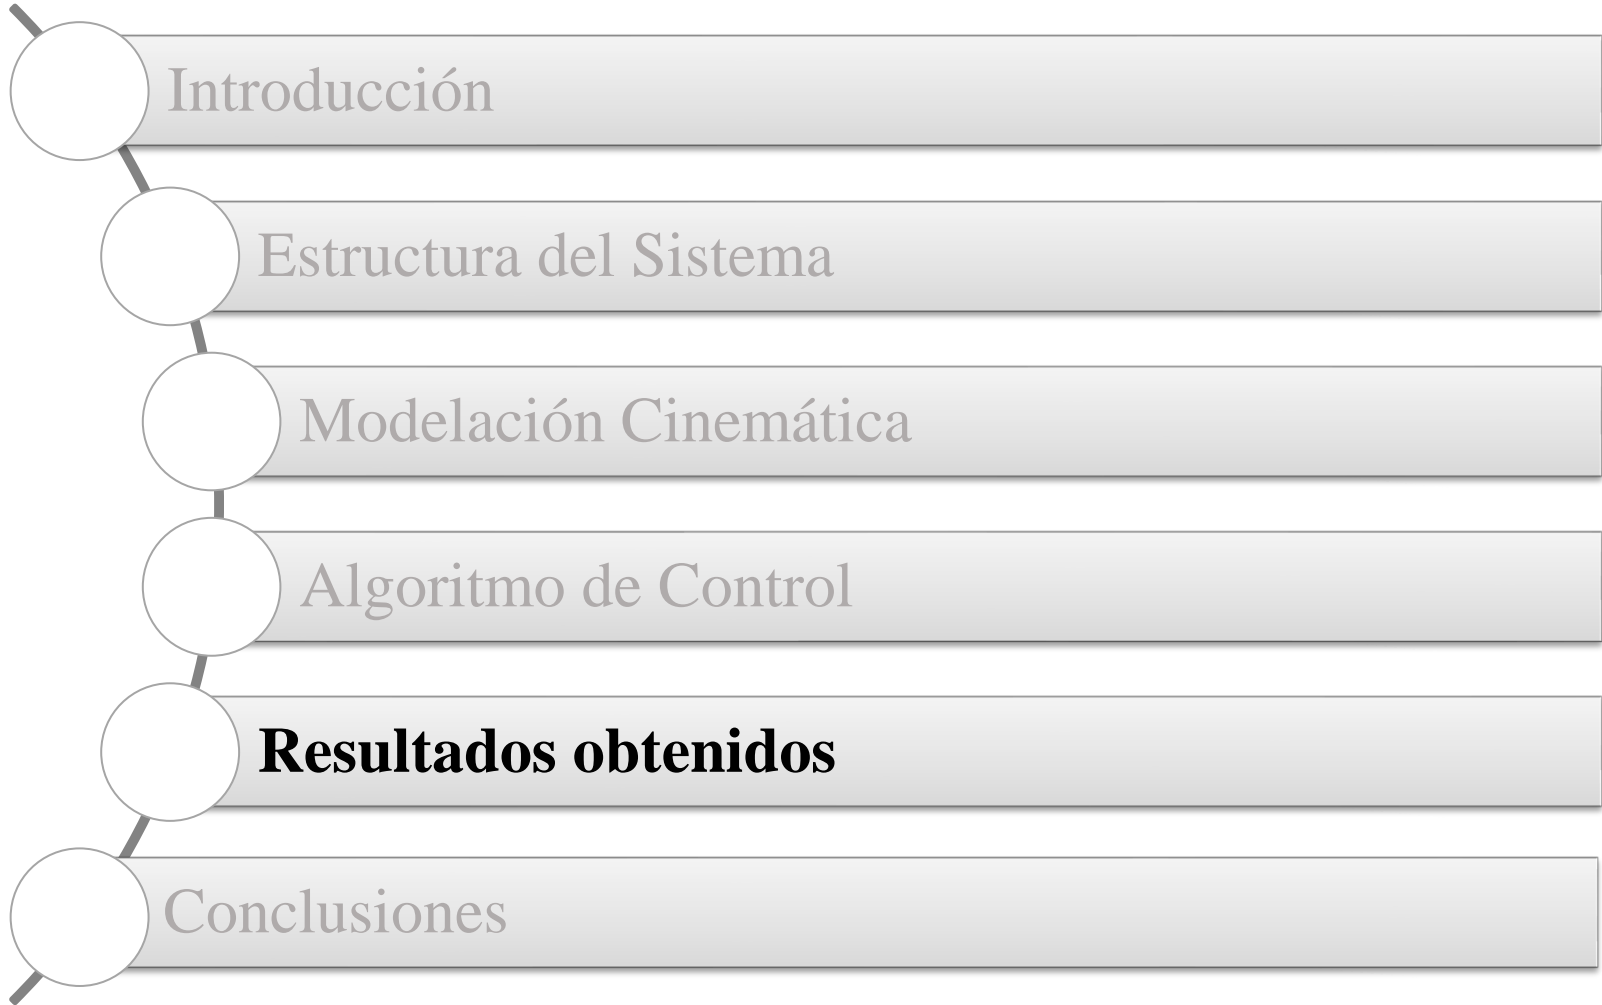 Introducción
Estructura del Sistema
Modelación Cinemática
Algoritmo de Control
Resultados obtenidos
Conclusiones